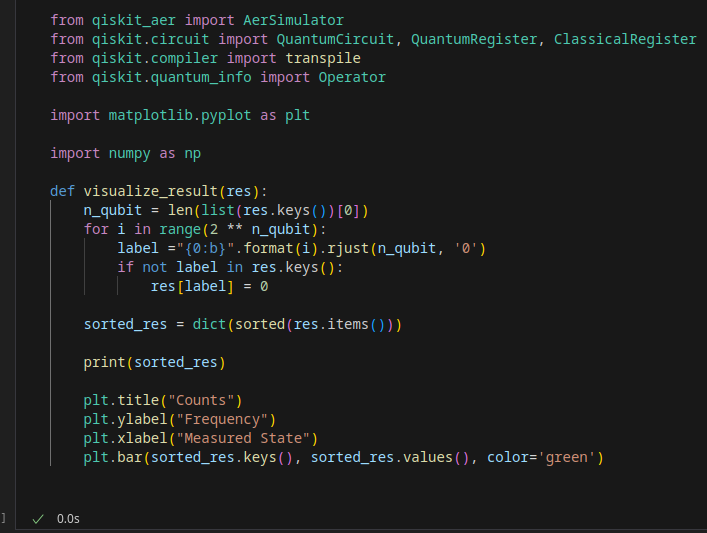 from qiskit_aer import AerSimulator
from qiskit.circuit import QuantumCircuit, QuantumRegister, ClassicalRegister
from qiskit.compiler import transpile
from qiskit.quantum_info import Operator

import matplotlib.pyplot as plt

import numpy as np

def visualize_result(res):
    n_qubit = len(list(res.keys())[0])
    for i in range(2 ** n_qubit):
        label ="{0:b}".format(i).rjust(n_qubit, '0')
        if not label in res.keys():
            res[label] = 0

    sorted_res = dict(sorted(res.items()))

    print(sorted_res)

    plt.title("Counts")
    plt.ylabel("Frequency")
    plt.xlabel("Measured State")
    plt.bar(sorted_res.keys(), sorted_res.values(), color='green')

] ✓ 0.0s